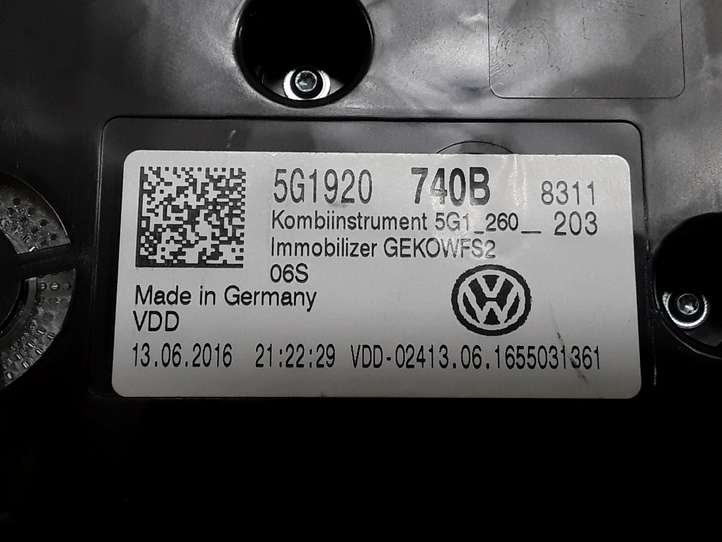 5G1920 740B 8311
Kombiinstrument 5G1_260__ 203
Immobilizer GEKOWFS2
06S
Made in Germany
VDD
13.06.2016 21:22:29 VDD-02413.06.1655031361